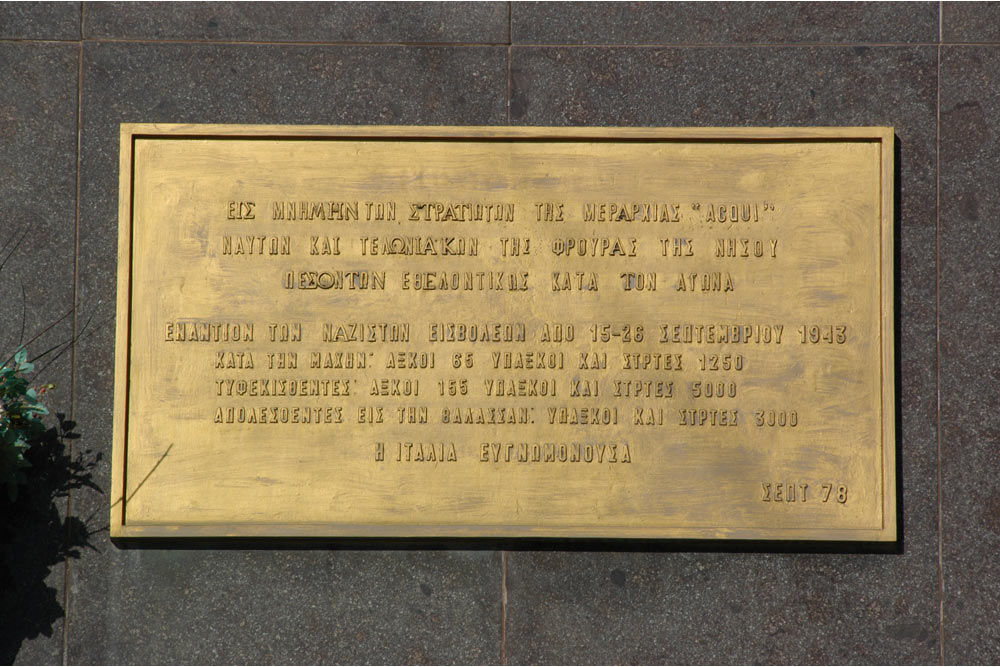 ΕΙΣ ΜΝΗΜΗΝ ΤΩΝ ΣΤΡΑΤΙΩΤΩΝ ΤΗΣ ΜΕΡΑΡΧΙΑΣ "ACQUI"
ΝΑΥΤΩΝ ΚΑΙ ΤΕΛΩΝΙΑΚΩΝ ΤΗΣ ΦΡΟΥΡΑΣ ΤΗΣ ΝΗΣΟΥ
ΠΕΣΟΝΤΩΝ ΕΘΕΛΟΝΤΙΚΩΣ ΚΑΤΑ ΤΟΝ ΑΓΩΝΑ
ΕΝΑΝΤΙΟΝ ΤΩΝ ΝΑΖΙΣΤΩΝ ΕΙΣΒΟΛΕΩΝ ΑΠΟ 15-26 ΣΕΠΤΕΜΒΡΙΟΥ 1943
ΚΑΤΑ ΤΗΝ ΜΑΧΗΝ: ΑΞΚΟΙ 65 ΥΠΑΞΚΟΙ ΚΑΙ ΣΤΡΤΕΣ 1250
ΤΥΦΕΚΙΣΘΕΝΤΕΣ: ΑΞΚΟΙ 155 ΥΠΑΞΚΟΙ ΚΑΙ ΣΤΡΤΕΣ 5000
ΑΠΟΛΕΣΘΕΝΤΕΣ ΕΙΣ ΤΗΝ ΘΑΛΑΣΣΑΝ: ΥΠΑΞΚΟΙ ΚΑΙ ΣΤΡΤΕΣ 3000
Η ΙΤΑΛΙΑ ΕΥΓΝΩΜΟΝΟΥΣΑ
ΣΕΠΤ 78